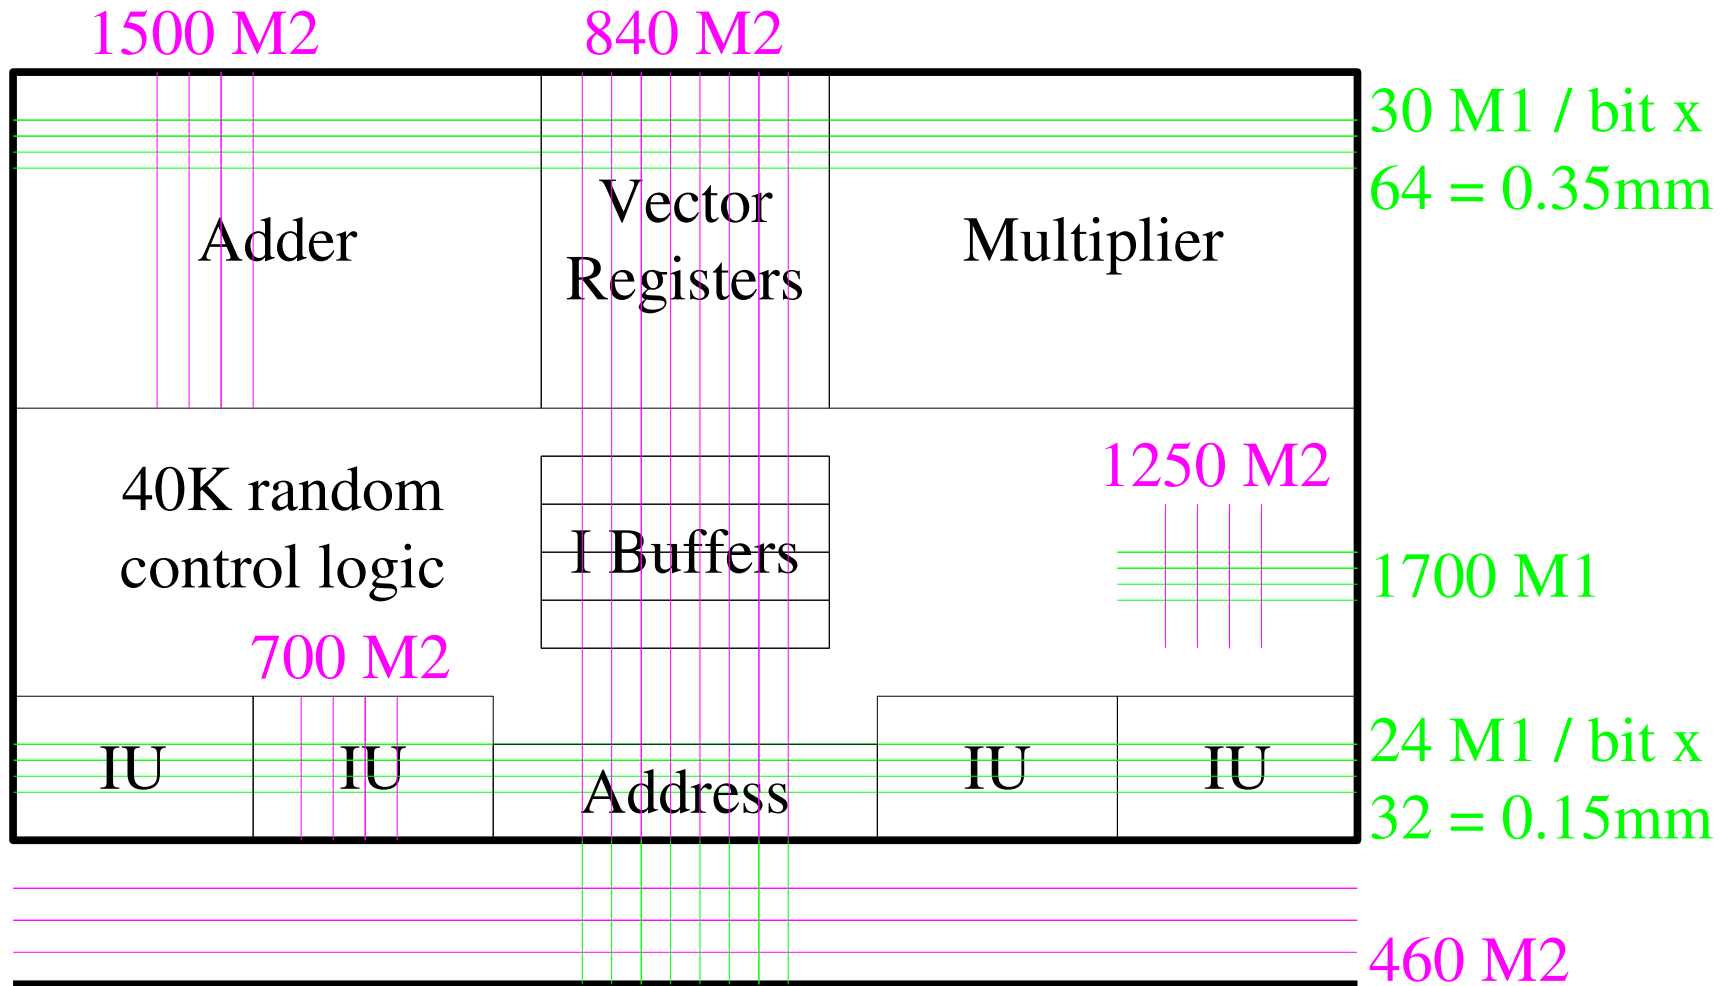 1500 M2
840 M2
30 M1 / bit x
64 = 0.35mm
Adder
Vector
Registers
Multiplier
40K random
control logic
I Buffers
1250 M2
1700 M1
700 M2
IU
IU
Address
IU
IU
24 M1 / bit x
32 = 0.15mm
460 M2